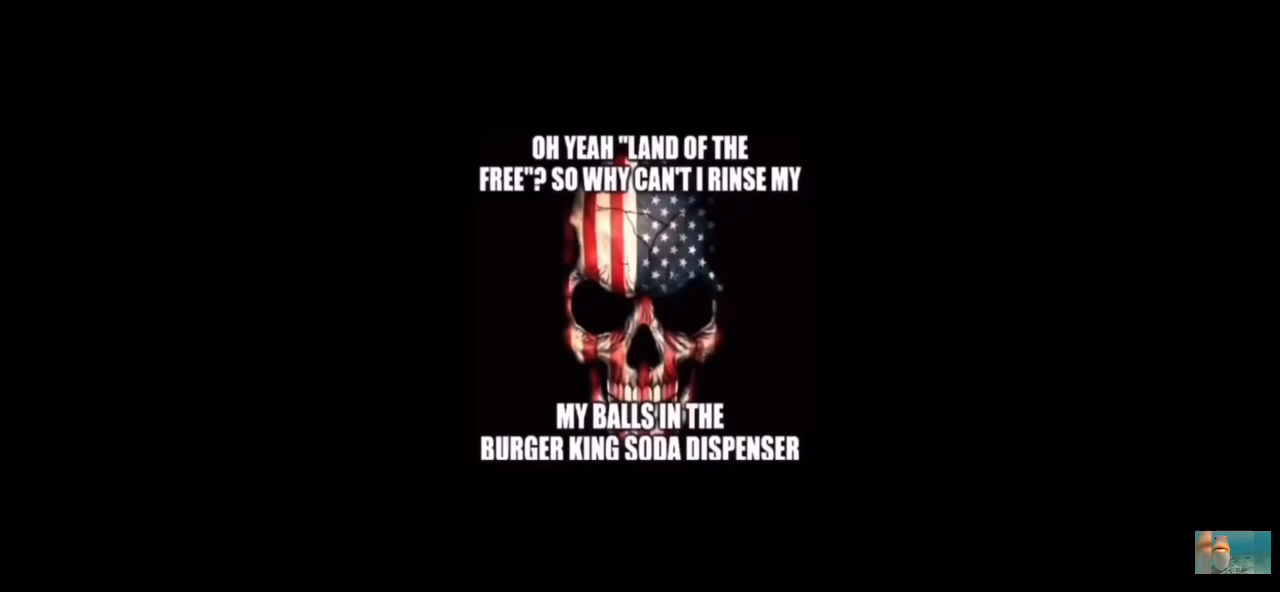 OH YEAH "LAND OF THE
FREE"? SO WHY CAN'T I RINSE MY
MY BALLS IN THE
BURGER KING SODA DISPENSER